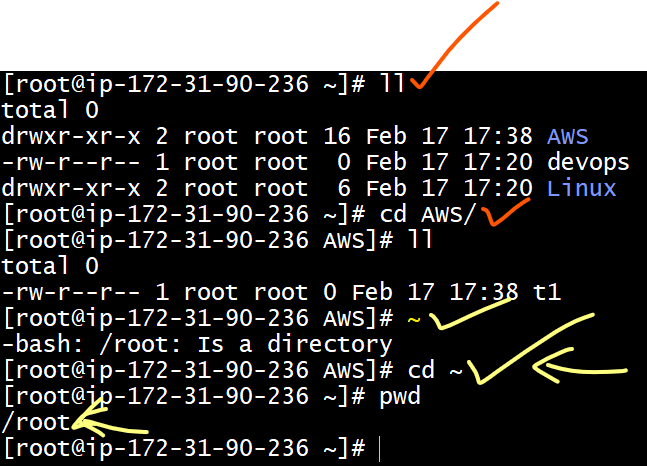 [root@ip-172-31-90-236 ~]# ll
total 0
drwxr-xr-x 2 root root 16 Feb 17 17:38 AWS
-rw-r--r-- 1 root root  0 Feb 17 17:20 devops
drwxr-xr-x 2 root root  6 Feb 17 17:20 Linux
[root@ip-172-31-90-236 ~]# cd AWS/
[root@ip-172-31-90-236 AWS]# ll
total 0
-rw-r--r-- 1 root root 0 Feb 17 17:38 t1
[root@ip-172-31-90-236 AWS]# ~
-bash: /root: Is a directory
[root@ip-172-31-90-236 AWS]# cd ~
[root@ip-172-31-90-236 ~]# pwd
/root
[root@ip-172-31-90-236 ~]#